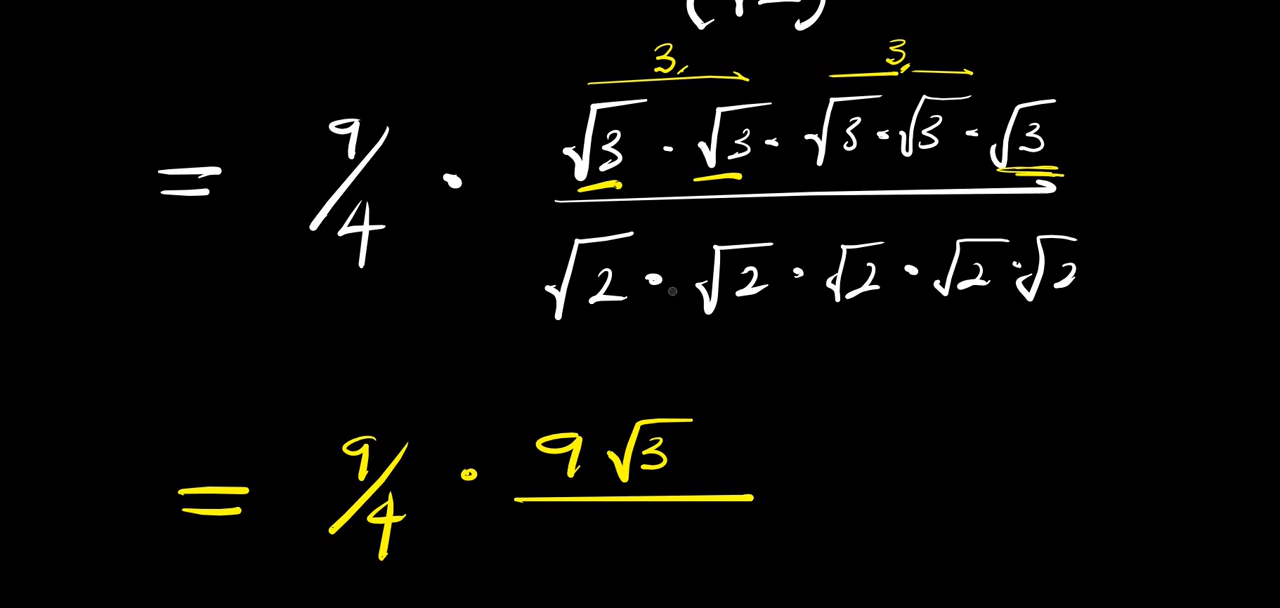 3 3
= 9/4 · √3 · √3 · √3 · √3 · √3
√2 · √2 · √2 · √2 · √2
= 9/4 · 9√3